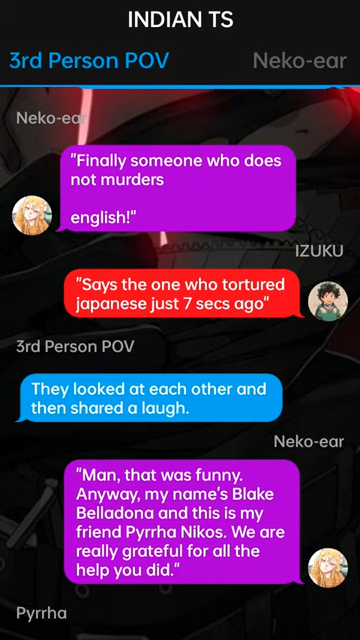 INDIAN TS
3rd Person POV
Neko-ear
Neko-ear
"Finally someone who does
not murders
english!"
IZUKU
"Says the one who tortured
japanese just 7 secs ago"
3rd Person POV
They looked at each other and
then shared a laugh.
Neko-ear
"Man, that was funny.
Anyway, my name's Blake
Belladona and this is my
friend Pyrrha Nikos. We are
really grateful for all the
help you did."
Pyrrha